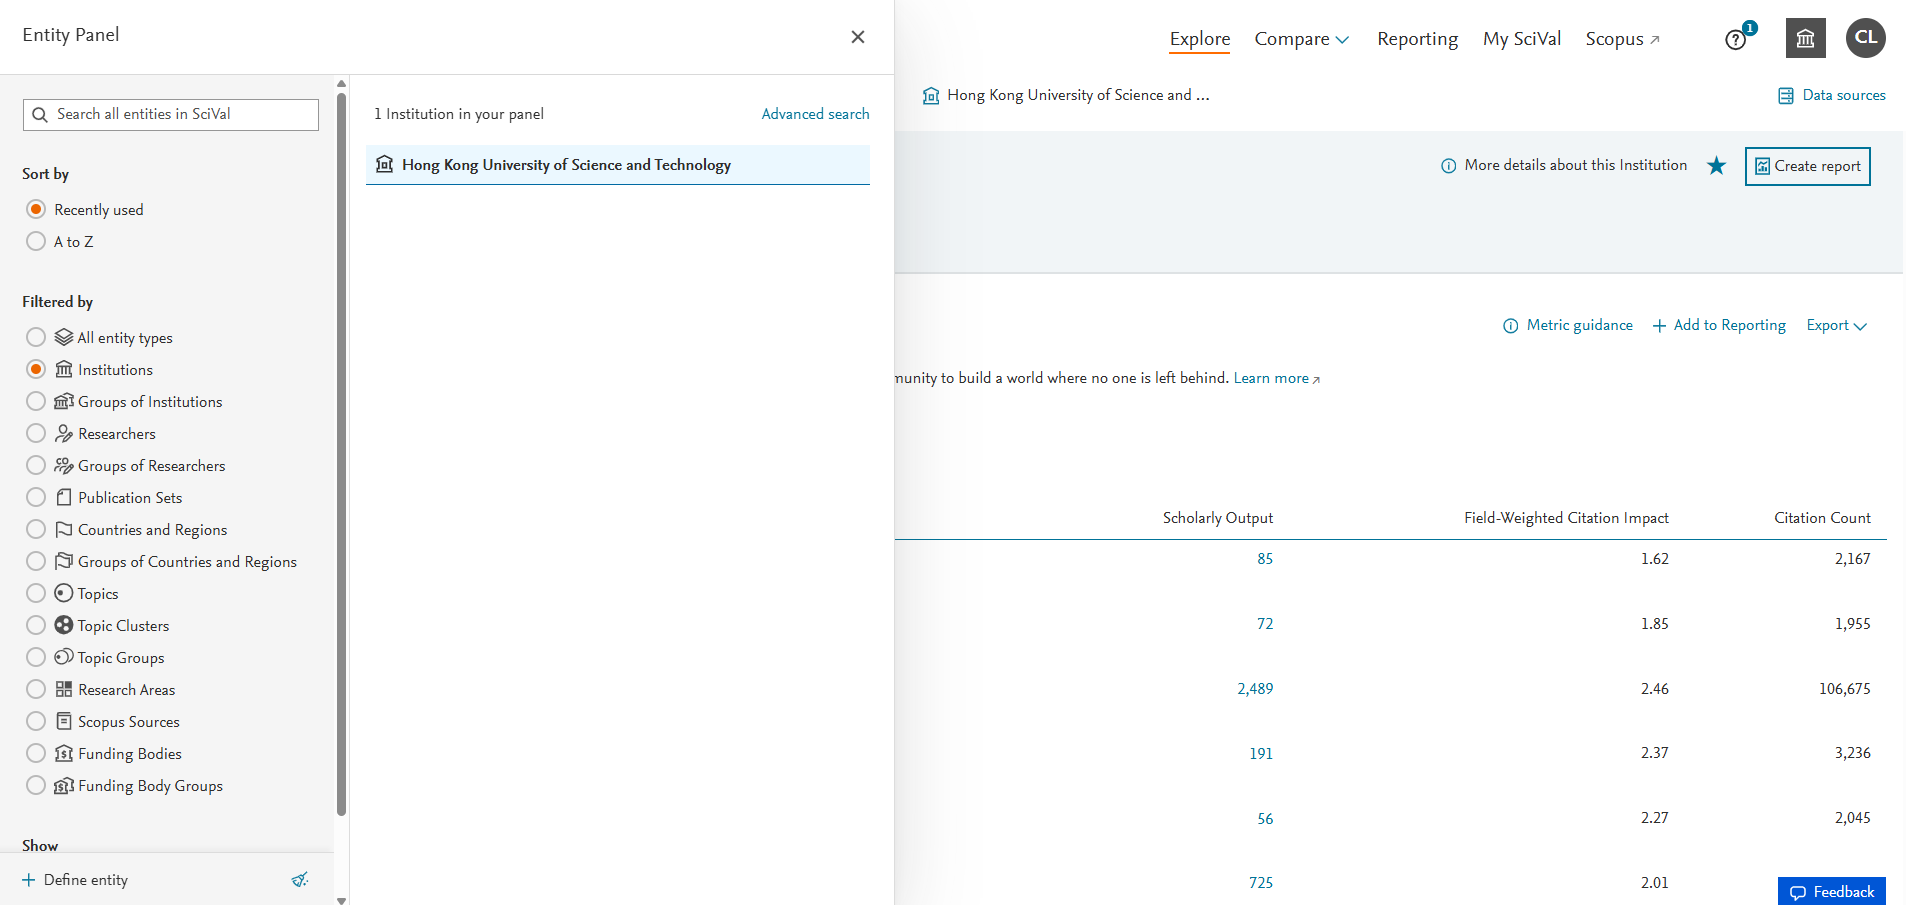 Entity Panel
Search all entities in SciVal
Sort by
Recently used
A to Z
Filtered by
All entity types
Institutions
Groups of Institutions
Researchers
Groups of Researchers
Publication Sets
Countries and Regions
Groups of Countries and Regions
Topics
Topic Clusters
Topic Groups
Research Areas
Scopus Sources
Funding Bodies
Funding Body Groups
Show
Define entity
1 Institution in your panel Advanced search
Hong Kong University of Science and Technology
Explore Compare Reporting My SciVal Scopus 1 CL
Hong Kong University of Science and ... Data sources
More details about this Institution Create report
Metric guidance Add to Reporting Export
munity to build a world where no one is left behind. Learn more
Scholarly Output Field-Weighted Citation Impact Citation Count
85 1.62 2,167
72 1.85 1,955
2,489 2.46 106,675
191 2.37 3,236
56 2.27 2,045
725 2.01
Feedback